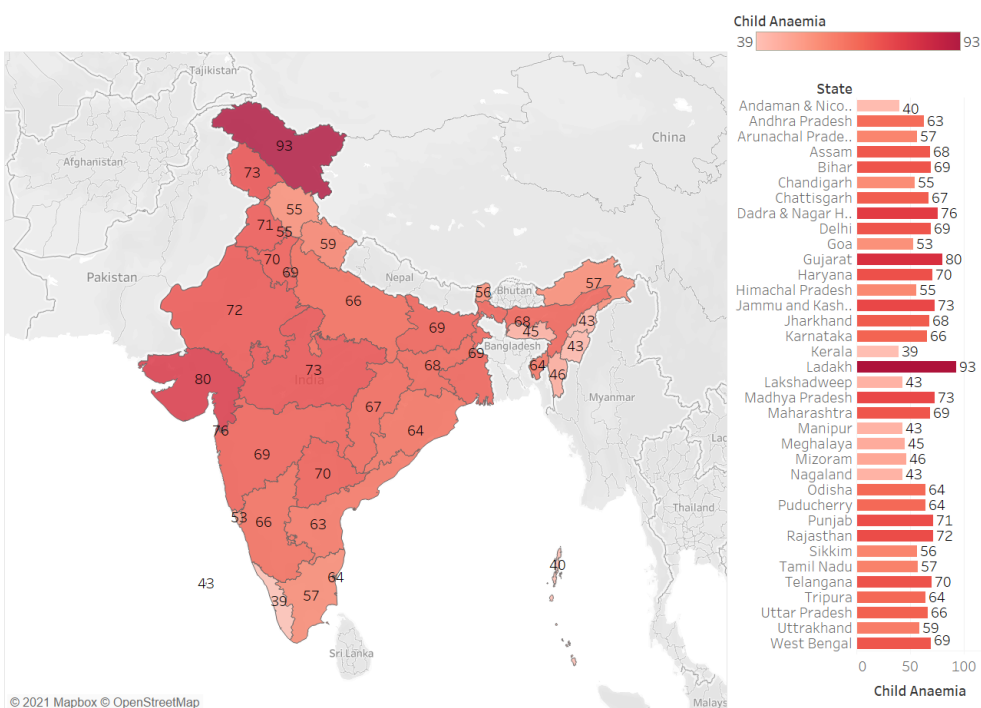 Child Anaemia
39 93
Tajikistan
Afghanistan
China
Pakistan
Nepal
Bhutan
Bangladesh
India
Myanmar
Thailand
Lao
Sri Lanka
Malays
93
73
55
71
55
59
70
69
72
66
56
57
69
68
45
43
43
69
68
64
46
80
73
67
64
76
69
70
53
66
63
43
64
40
39
57
State
Andaman & Nico.. 40
Andhra Pradesh 63
Arunachal Prade.. 57
Assam 68
Bihar 69
Chandigarh 55
Chattisgarh 67
Dadra & Nagar H.. 76
Delhi 69
Goa 53
Gujarat 80
Haryana 70
Himachal Pradesh 55
Jammu and Kash.. 73
Jharkhand 68
Karnataka 66
Kerala 39
Ladakh 93
Lakshadweep 43
Madhya Pradesh 73
Maharashtra 69
Manipur 43
Meghalaya 45
Mizoram 46
Nagaland 43
Odisha 64
Puducherry 64
Punjab 71
Rajasthan 72
Sikkim 56
Tamil Nadu 57
Telangana 70
Tripura 64
Uttar Pradesh 66
Uttrakhand 59
West Bengal 69
0 50 100
Child Anaemia
© 2021 Mapbox © OpenStreetMap